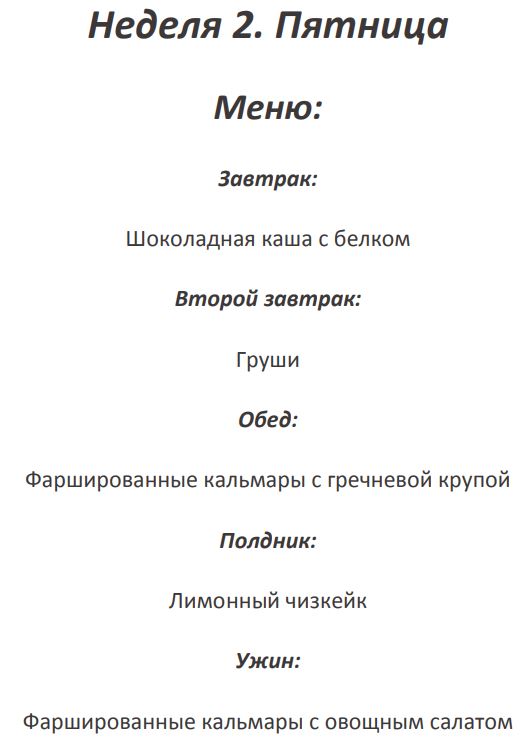 Неделя 2. Пятница
Меню:
Завтрак:
Шоколадная каша с белком
Второй завтрак:
Груши
Обед:
Фаршированные кальмары с гречневой крупой
Полдник:
Лимонный чизкейк
Ужин:
Фаршированные кальмары с овощным салатом